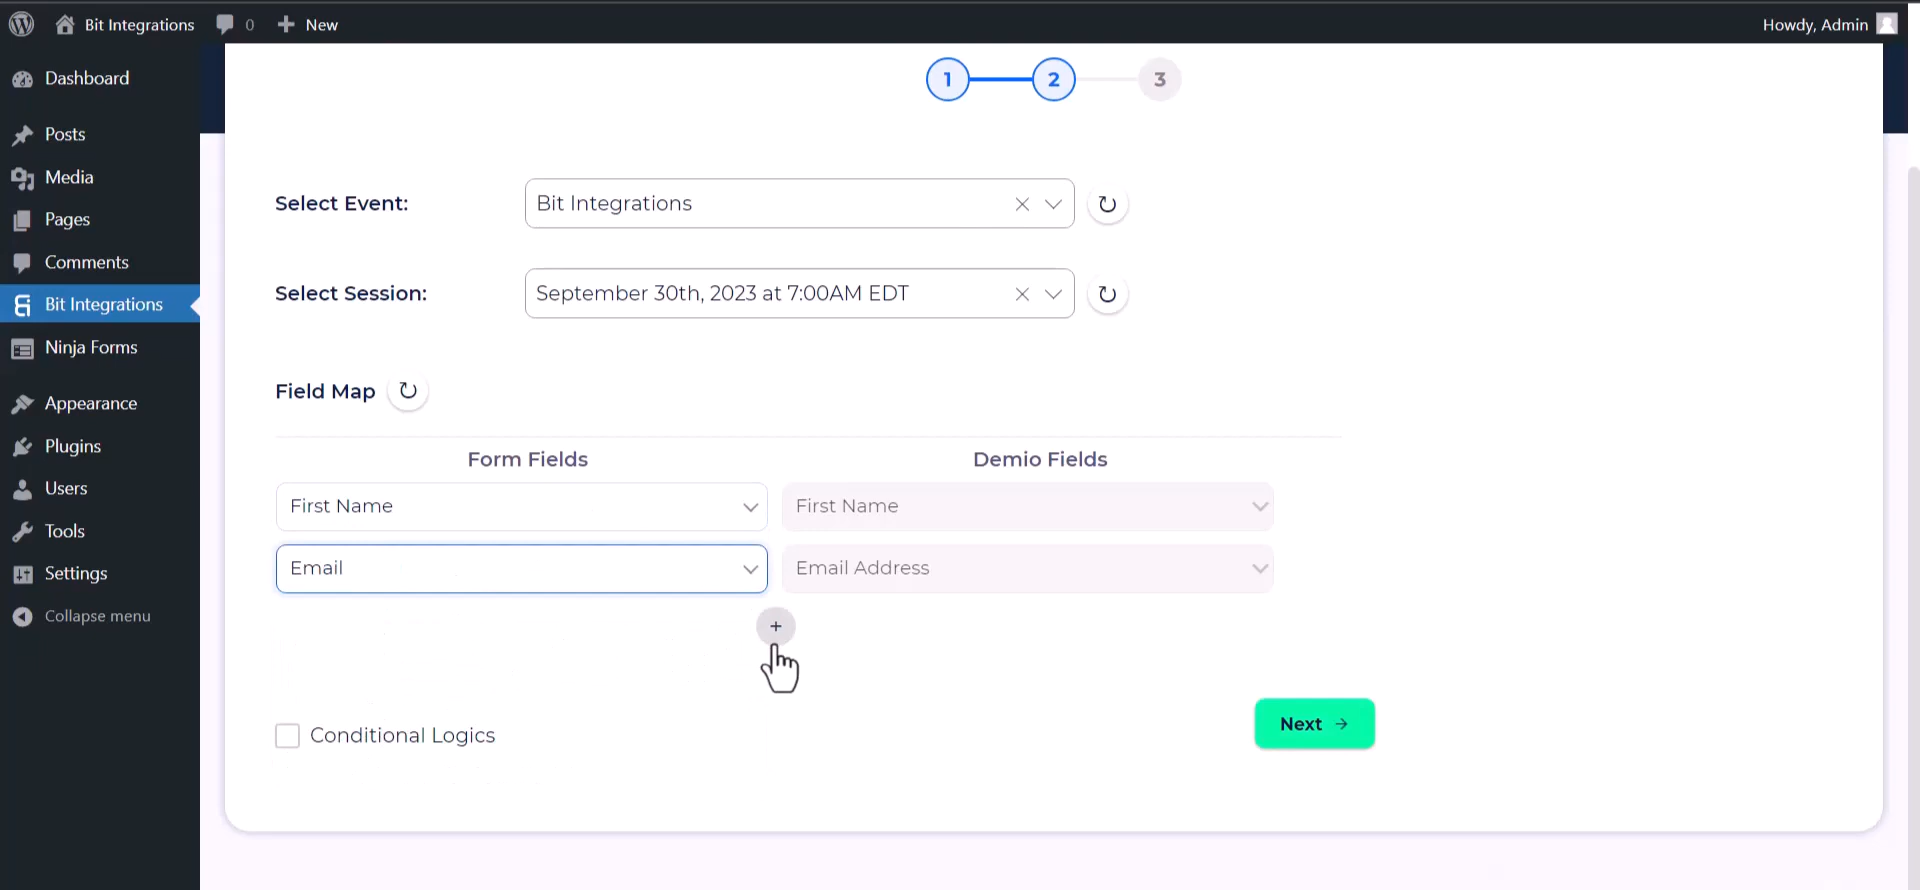 Bit Integrations 0 New Howdy, Admin
Dashboard
Posts
Media
Pages
Comments
Bit Integrations
Ninja Forms
Appearance
Plugins
Users
Tools
Settings
Collapse menu
1 2 3
Select Event: Bit Integrations
Select Session: September 30th, 2023 at 7:00AM EDT
Field Map
Form Fields Demio Fields
First Name First Name
Email Email Address
+
Conditional Logics
Next →